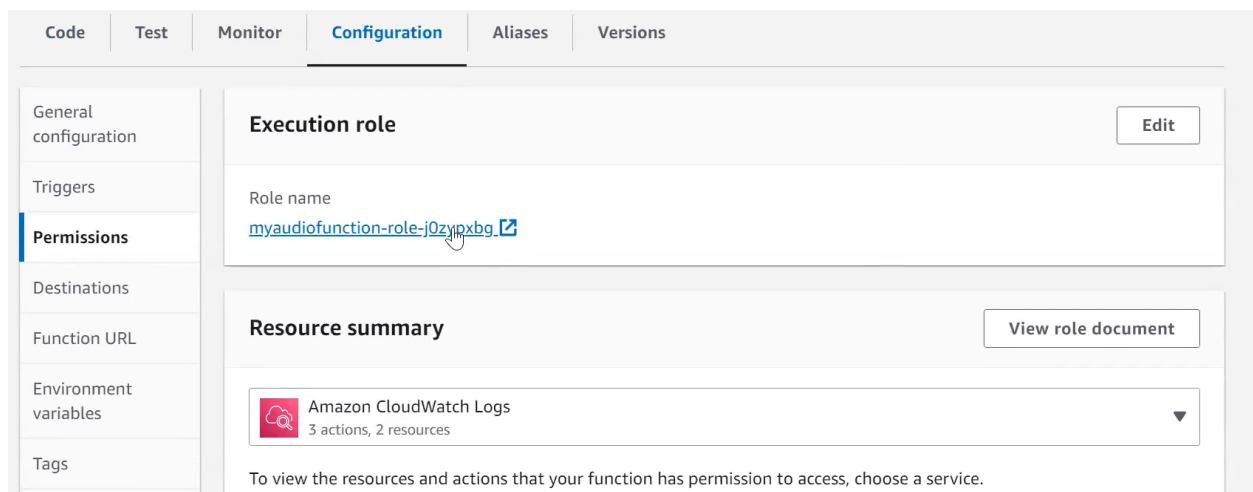 Code Test Monitor Configuration Aliases Versions
General
configuration
Triggers
Permissions
Destinations
Function URL
Environment
variables
Tags
Execution role
Edit
Role name
myaudiofunction-role-j0zypxbg
Resource summary
View role document
Amazon CloudWatch Logs
3 actions, 2 resources
To view the resources and actions that your function has permission to access, choose a service.